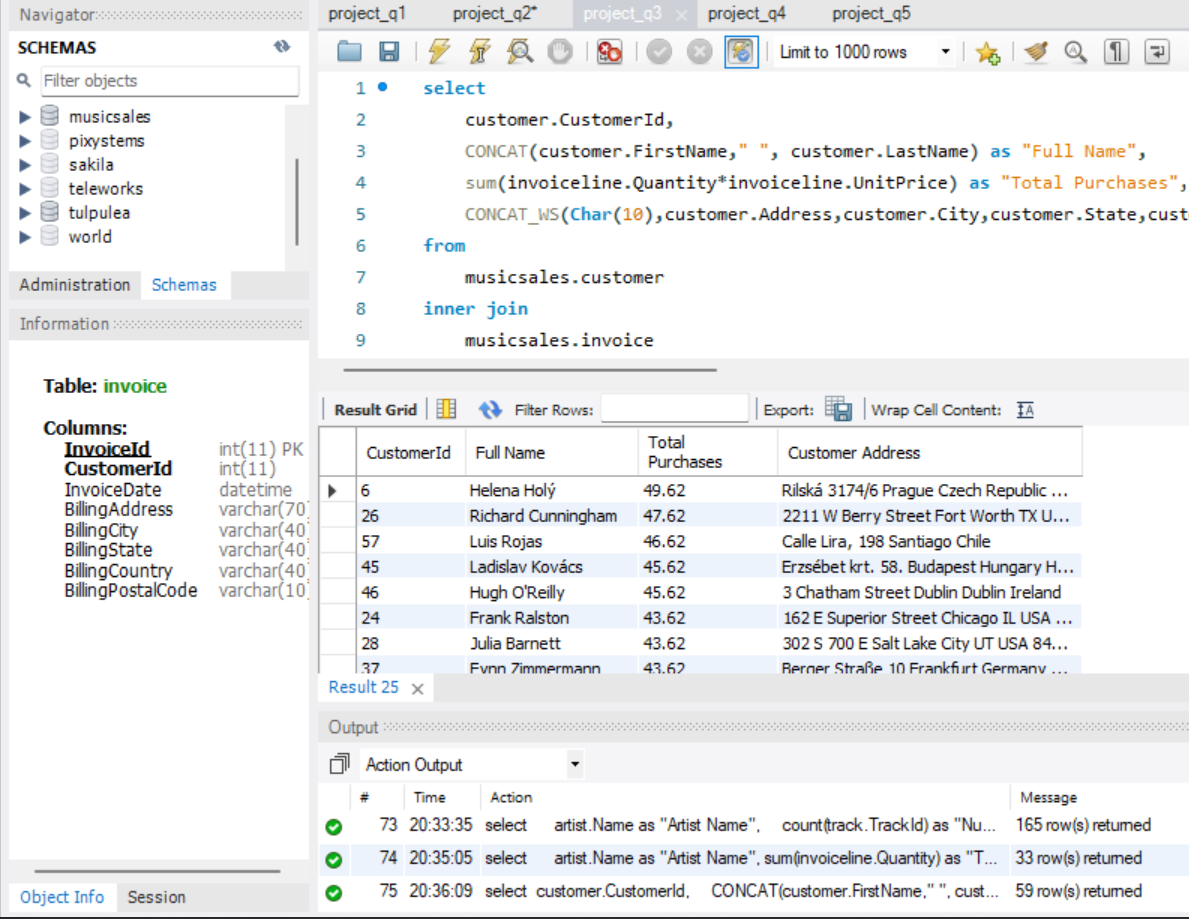 Navigator
SCHEMAS
Filter objects
musicsales
pixystems
sakila
teleworks
tulpulea
world
Administration Schemas
Information
Table: invoice
Columns:
InvoiceId int(11) PK
CustomerId int(11)
InvoiceDate datetime
BillingAddress varchar(70)
BillingCity varchar(40
BillingState varchar(40
BillingCountry varchar(40
BillingPostalCode varchar(10)
Object Info Session
project_q1 project_q2* project_q3 project_q4 project_q5
Limit to 1000 rows
1 select
2 customer.CustomerId,
3 CONCAT(customer.FirstName," ", customer.LastName) as "Full Name",
4 sum(invoiceline.Quantity*invoiceline.UnitPrice) as "Total Purchases",
5 CONCAT_WS(Char(10),customer.Address,customer.City,customer.State,cust
6 from
7 musicsales.customer
8 inner join
9 musicsales.invoice
Result Grid Filter Rows: Export: Wrap Cell Content: IA
CustomerId Full Name Total Purchases Customer Address
6 Helena Holý 49.62 Rilská 3174/6 Prague Czech Republic ...
26 Richard Cunningham 47.62 2211 W Berry Street Fort Worth TX U...
57 Luis Rojas 46.62 Calle Lira, 198 Santiago Chile
45 Ladislav Kovács 45.62 Erzsébet krt. 58. Budapest Hungary H...
46 Hugh O'Reilly 45.62 3 Chatham Street Dublin Dublin Ireland
24 Frank Ralston 43.62 162 E Superior Street Chicago IL USA ...
28 Julia Barnett 43.62 302 S 700 E Salt Lake City UT USA 84...
37 Fynn Zimmermann 43.62 Berger Straße 10 Frankfurt Germany ...
Result 25
Output
Action Output
# Time Action Message
73 20:33:35 select artist.Name as "Artist Name", count(track.TrackId) as "Nu... 165 row(s) returned
74 20:35:05 select artist.Name as "Artist Name", sum(invoiceline.Quantity) as "T... 33 row(s) returned
75 20:36:09 select customer.CustomerId, CONCAT(customer.FirstName," ", cust... 59 row(s) returned